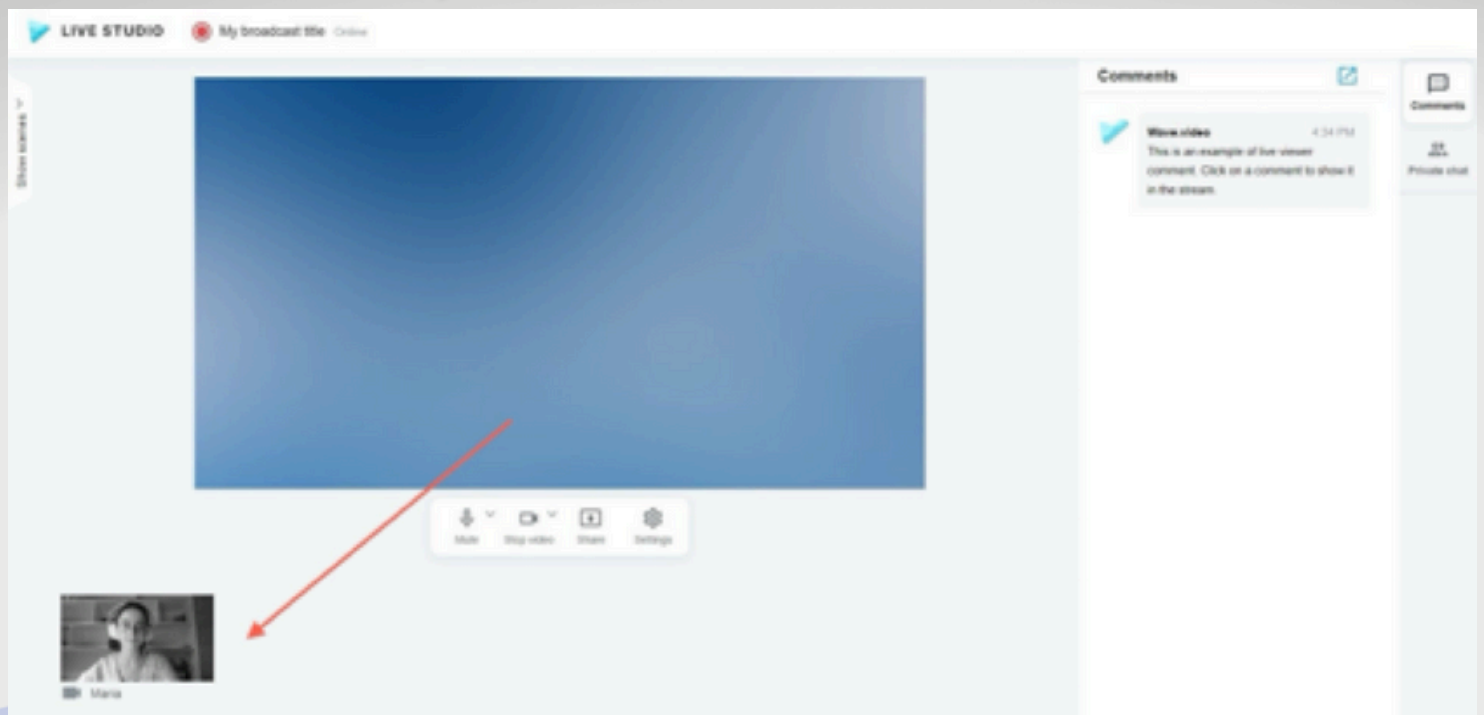 LIVE STUDIO
My broadcast title Online
Show scenes
Comments
Wave.video 4:34 PM
This is an example of live viewer
comment. Click on a comment to show it
in the stream.
Comments
Private chat
Mute Stop video Share Settings
Maria